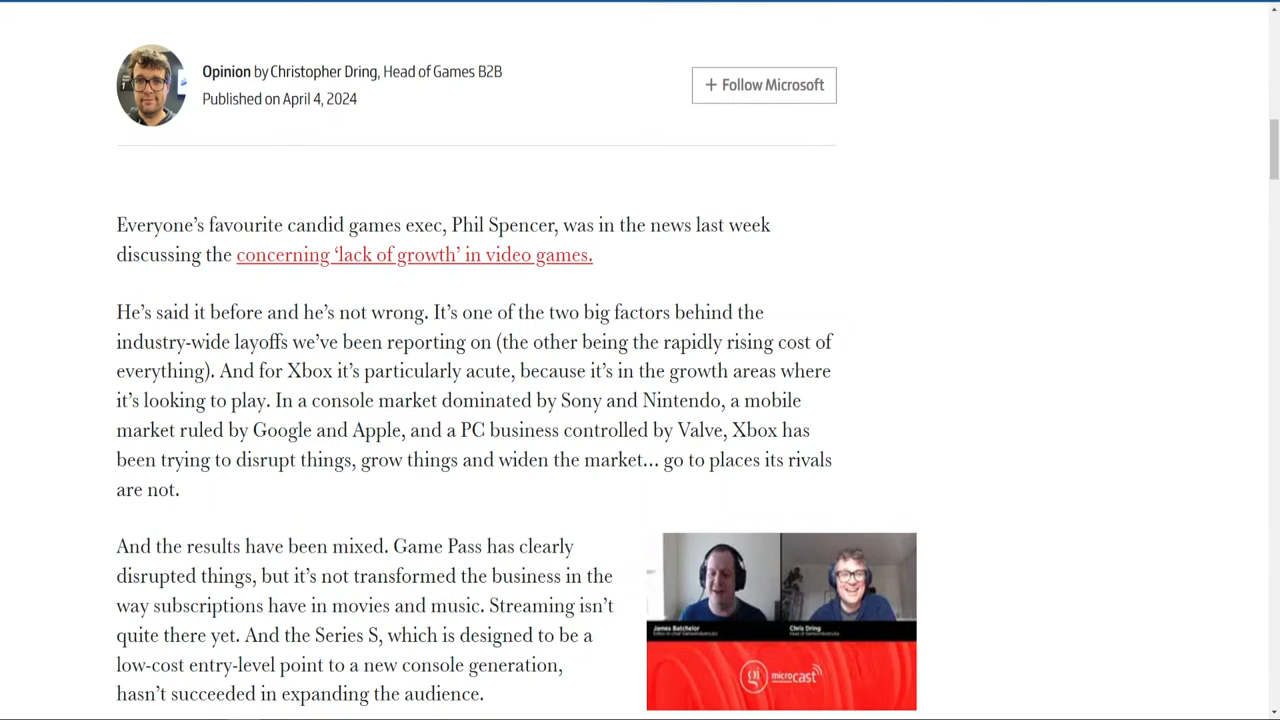 Opinion by Christopher Dring, Head of Games B2B
Published on April 4, 2024
+ Follow Microsoft
Everyone's favourite candid games exec, Phil Spencer, was in the news last week
discussing the concerning ‘lack of growth’ in video games.
He's said it before and he's not wrong. It's one of the two big factors behind the
industry-wide layoffs we've been reporting on (the other being the rapidly rising cost of
everything). And for Xbox it's particularly acute, because it's in the growth areas where
it's looking to play. In a console market dominated by Sony and Nintendo, a mobile
market ruled by Google and Apple, and a PC business controlled by Valve, Xbox has
been trying to disrupt things, grow things and widen the market... go to places its rivals
are not.
And the results have been mixed. Game Pass has clearly
disrupted things, but it's not transformed the business in the
way subscriptions have in movies and music. Streaming isn't
quite there yet. And the Series S, which is designed to be a
low-cost entry-level point to a new console generation,
hasn't succeeded in expanding the audience.
James Batchelor
Chris Dring
gi microcast